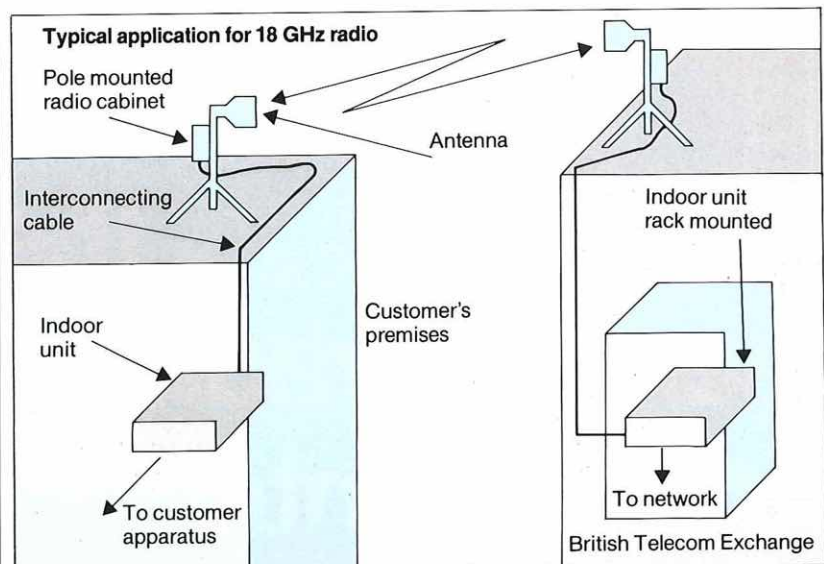 Typical application for 18 GHz radio
Pole mounted
radio cabinet
Antenna
Interconnecting
cable
Indoor unit
rack mounted
Customer's
premises
Indoor
unit
To customer
apparatus
To network
British Telecom Exchange